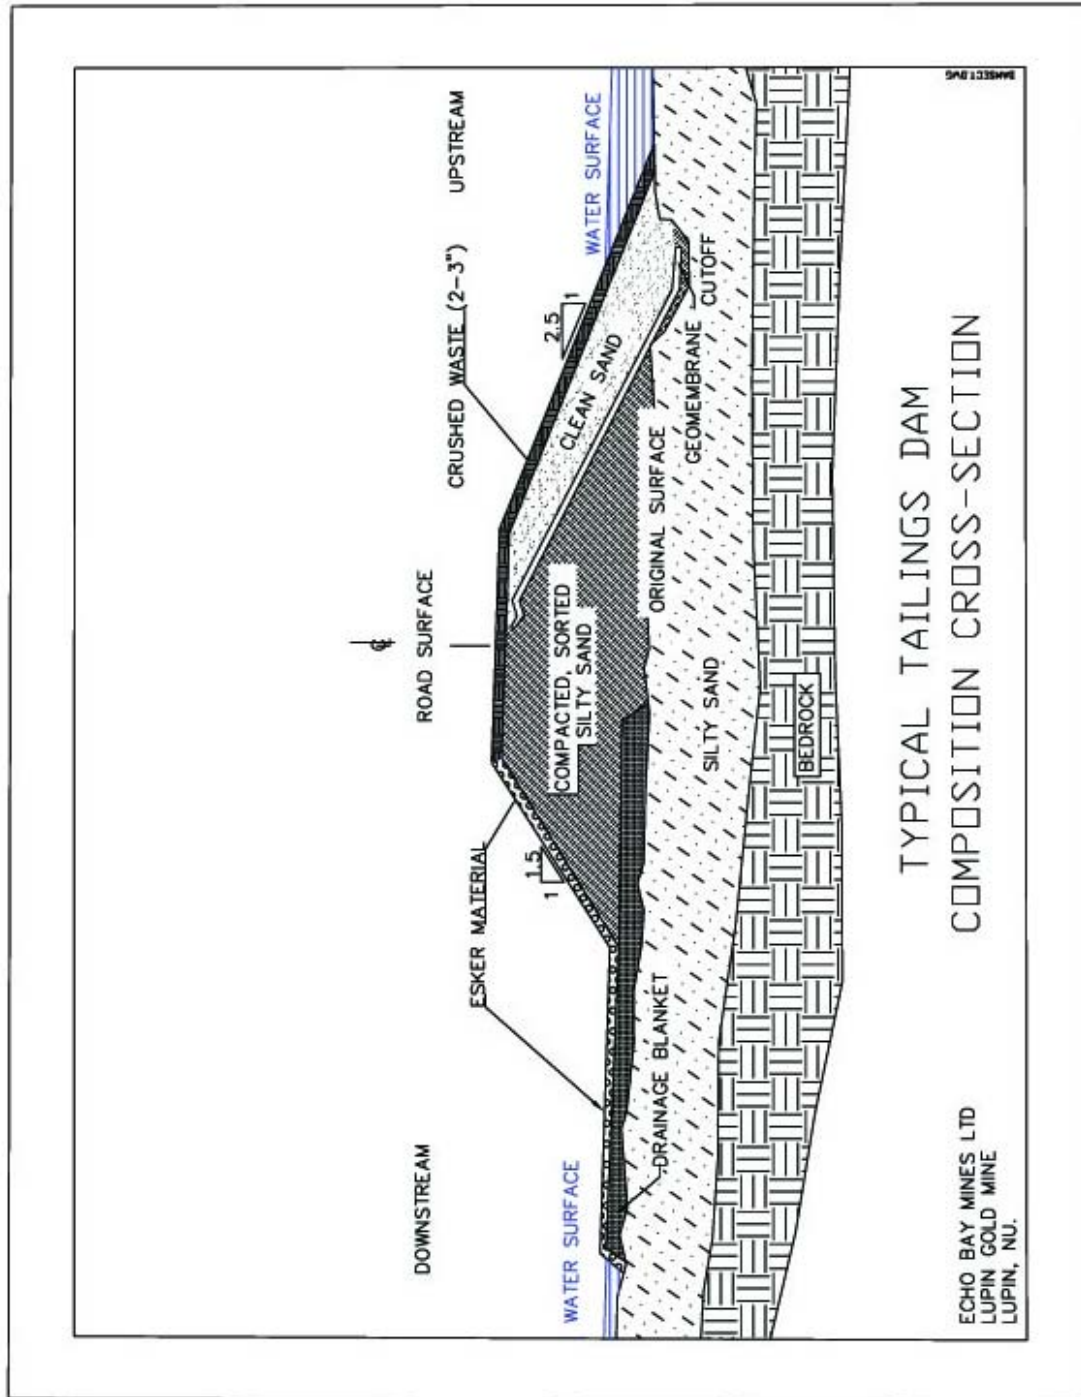 DOWNSTREAM
ROAD SURFACE
UPSTREAM
℄
ESKER MATERIAL
CRUSHED WASTE (2-3")
WATER SURFACE
WATER SURFACE
1.5
1
2.5
1
COMPACTED, SORTED
SILTY SAND
CLEAN SAND
DRAINAGE BLANKET
ORIGINAL SURFACE
GEOMEMBRANE
CUTOFF
SILTY SAND
BEDROCK
TYPICAL TAILINGS DAM
COMPOSITION CROSS-SECTION
ECHO BAY MINES LTD
LUPIN GOLD MINE
LUPIN, NU.